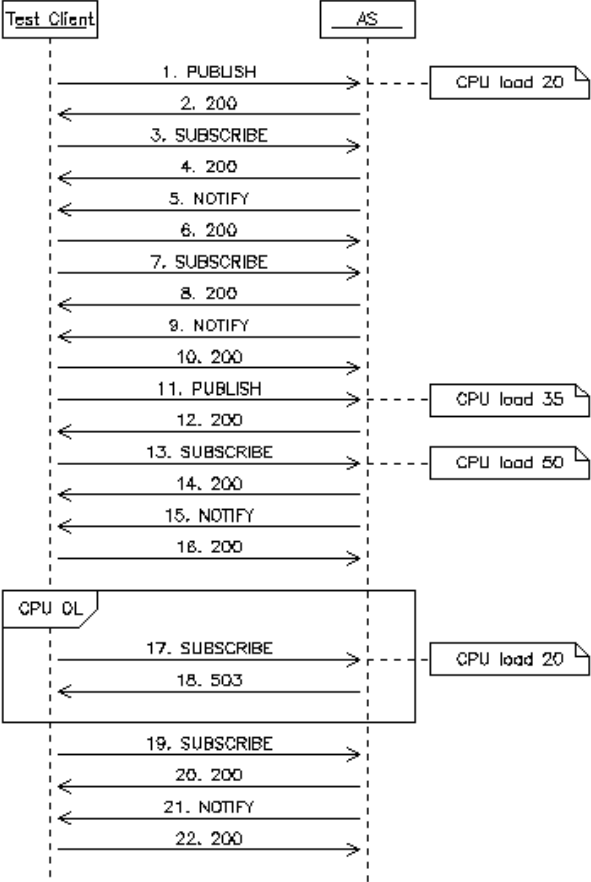 Test Client
AS
1. PUBLISH
CPU load 20
2. 200
3. SUBSCRIBE
4. 200
5. NOTIFY
6. 200
7. SUBSCRIBE
8. 200
9. NOTIFY
10. 200
11. PUBLISH
CPU load 35
12. 200
13. SUBSCRIBE
CPU load 50
14. 200
15. NOTIFY
16. 200
CPU OL
17. SUBSCRIBE
CPU load 20
18. 503
19. SUBSCRIBE
20. 200
21. NOTIFY
22. 200